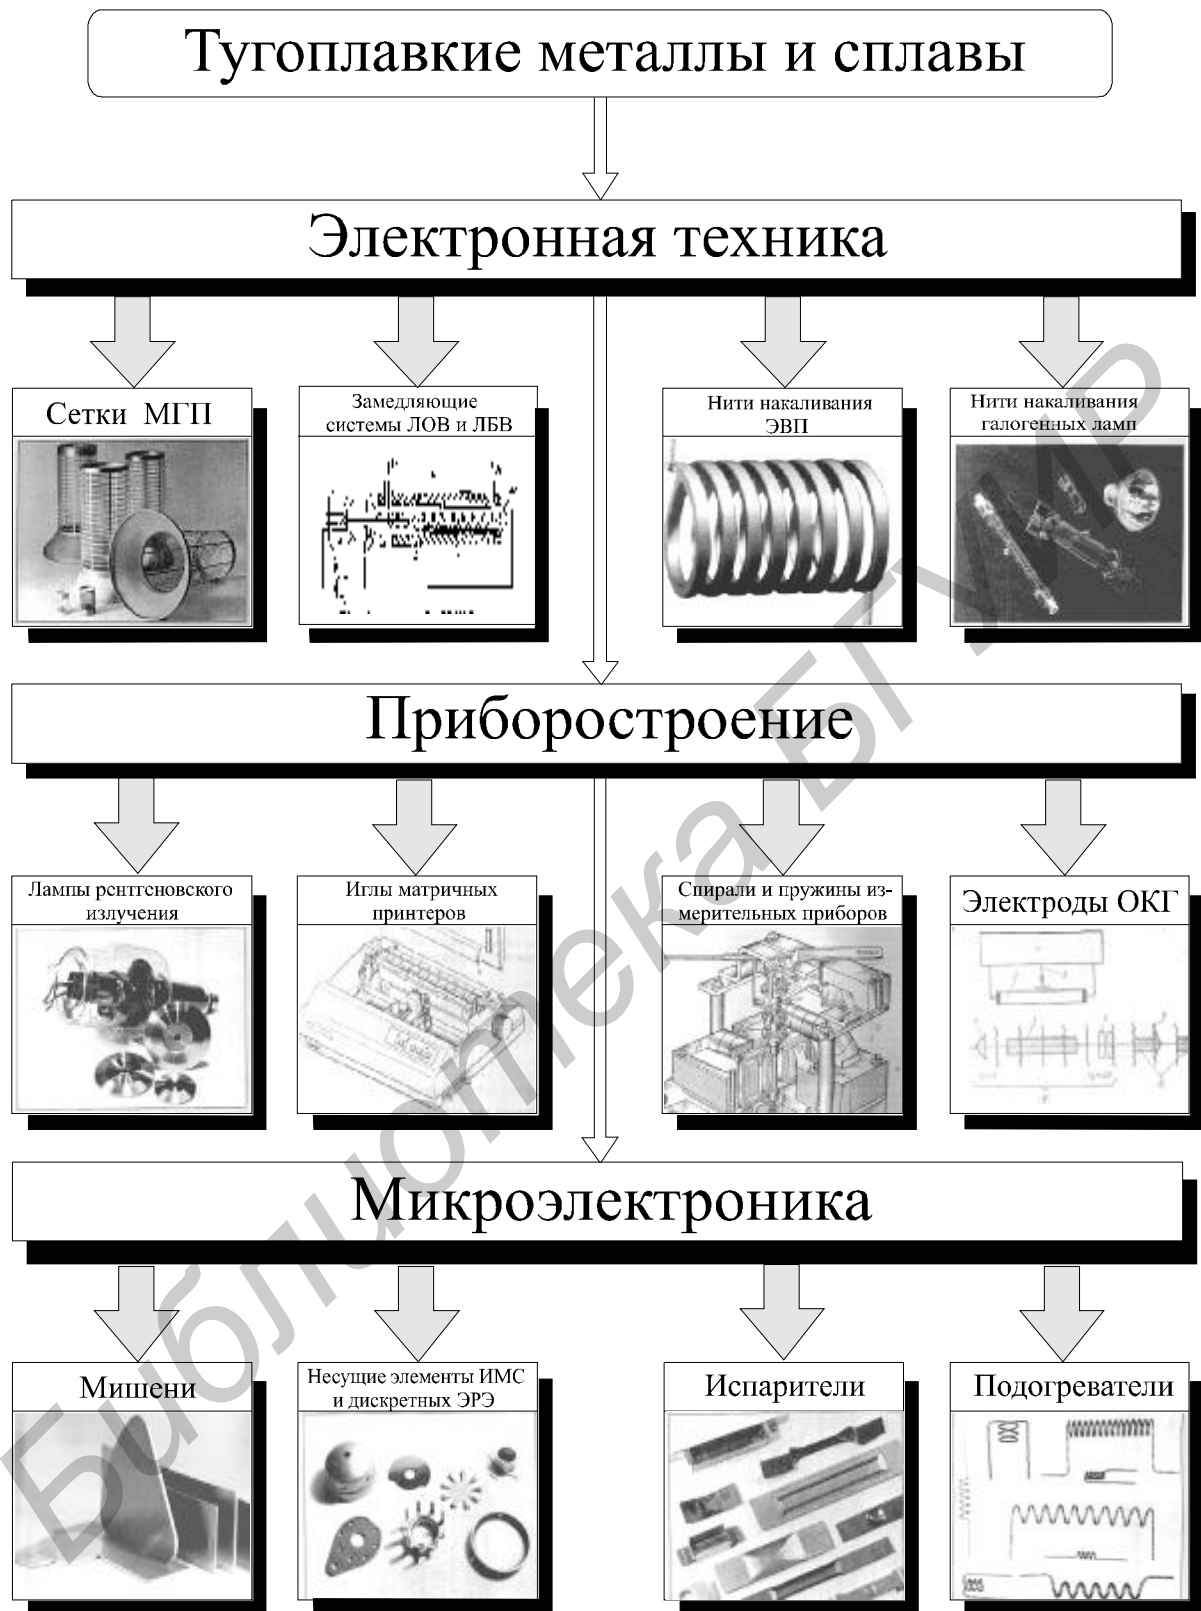 Тугоплавкие металлы и сплавы
Электронная техника
Сетки МГП
Замедляющие
системы ЛОВ и ЛБВ
Нити накаливания
ЭВП
Нити накаливания
галогенных ламп
Приборостроение
Лампы рентгеновского
излучения
Иглы матричных
принтеров
Спирали и пружины из-
мерительных приборов
Электроды ОКГ
Микроэлектроника
Мишени
Несущие элементы ИМС
и дискретных ЭРЭ
Испарители
Подогреватели
Библиотека БГУИР